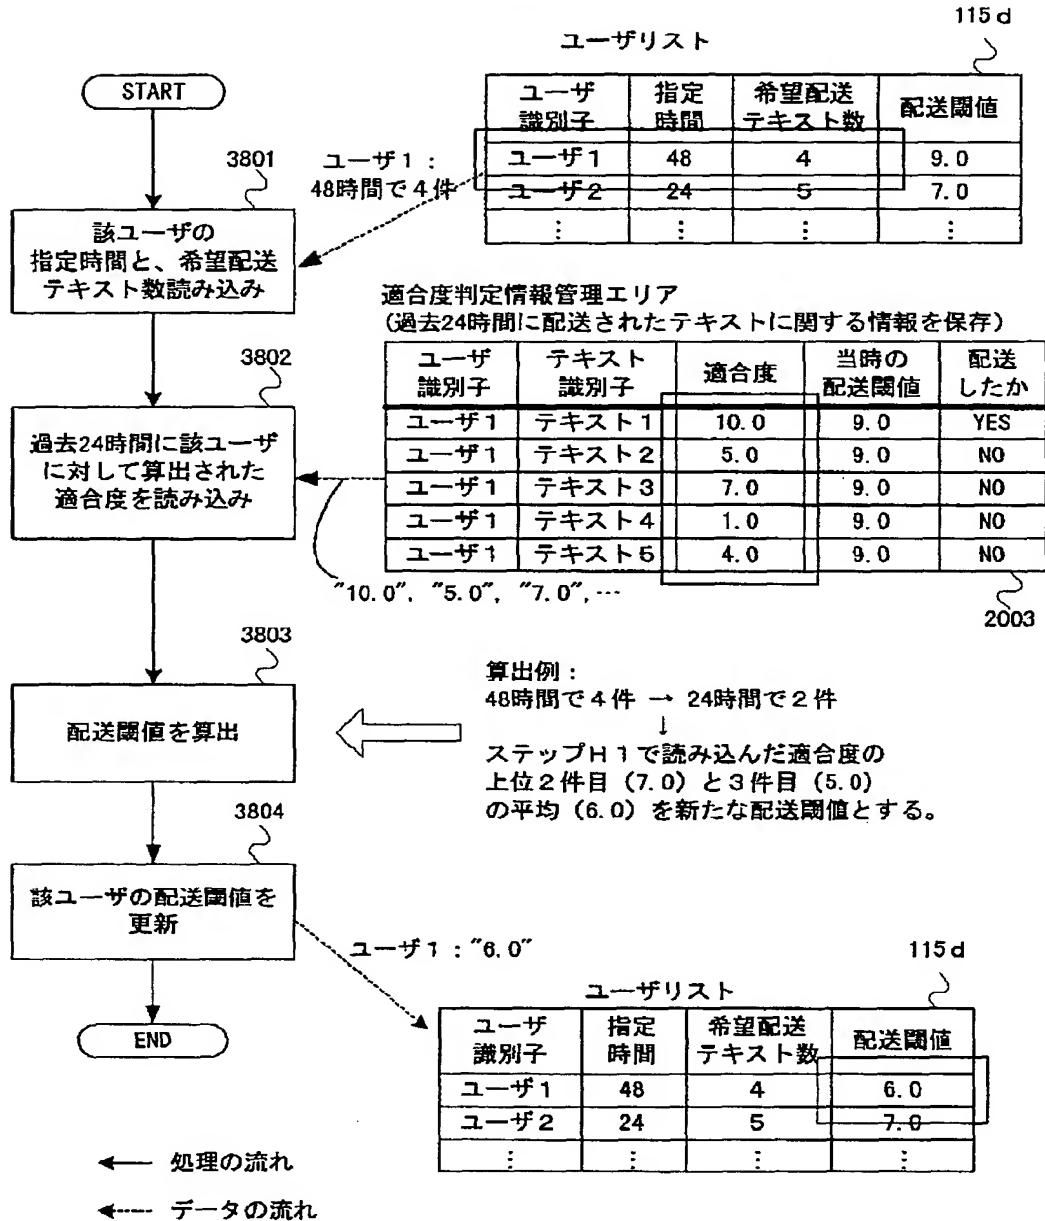 115d
ユーザリスト
START
ユーザ 指定 希望配送 配送閾値
識別子 時間 テキスト数
ユーザ1 48 4 9.0
ユーザ2 24 5 7.0
⋮ ⋮ ⋮ ⋮
3801
ユーザ1：
48時間で4件
該ユーザの
指定時間と、希望配送
テキスト数読み込み
適合度判定情報管理エリア
(過去24時間に配送されたテキストに関する情報を保存)
3802
ユーザ テキスト 適合度 当時の 配送
識別子 識別子 配送閾値 したか
ユーザ1 テキスト1 10.0 9.0 YES
ユーザ1 テキスト2 5.0 9.0 NO
ユーザ1 テキスト3 7.0 9.0 NO
ユーザ1 テキスト4 1.0 9.0 NO
ユーザ1 テキスト5 4.0 9.0 NO
過去24時間に該ユーザ
に対して算出された
適合度を読み込み
"10.0", "5.0", "7.0",…
2003
3803
配送閾値を算出
算出例：
48時間で4件 → 24時間で2件
↓
ステップH1で読み込んだ適合度の
上位2件目（7.0）と3件目（5.0）
の平均（6.0）を新たな配送閾値とする。
3804
該ユーザの配送閾値を
更新
ユーザ1："6.0"
END
115d
ユーザリスト
ユーザ 指定 希望配送 配送閾値
識別子 時間 テキスト数
ユーザ1 48 4 6.0
ユーザ2 24 5 7.0
⋮ ⋮ ⋮ ⋮
処理の流れ
データの流れ